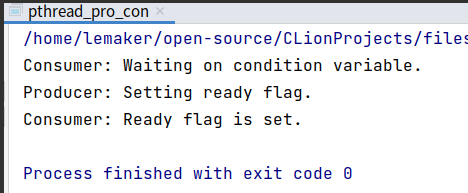 pthread_pro_con
/home/lemaker/open-source/CLionProjects/files
Consumer: Waiting on condition variable.
Producer: Setting ready flag.
Consumer: Ready flag is set.
Process finished with exit code 0